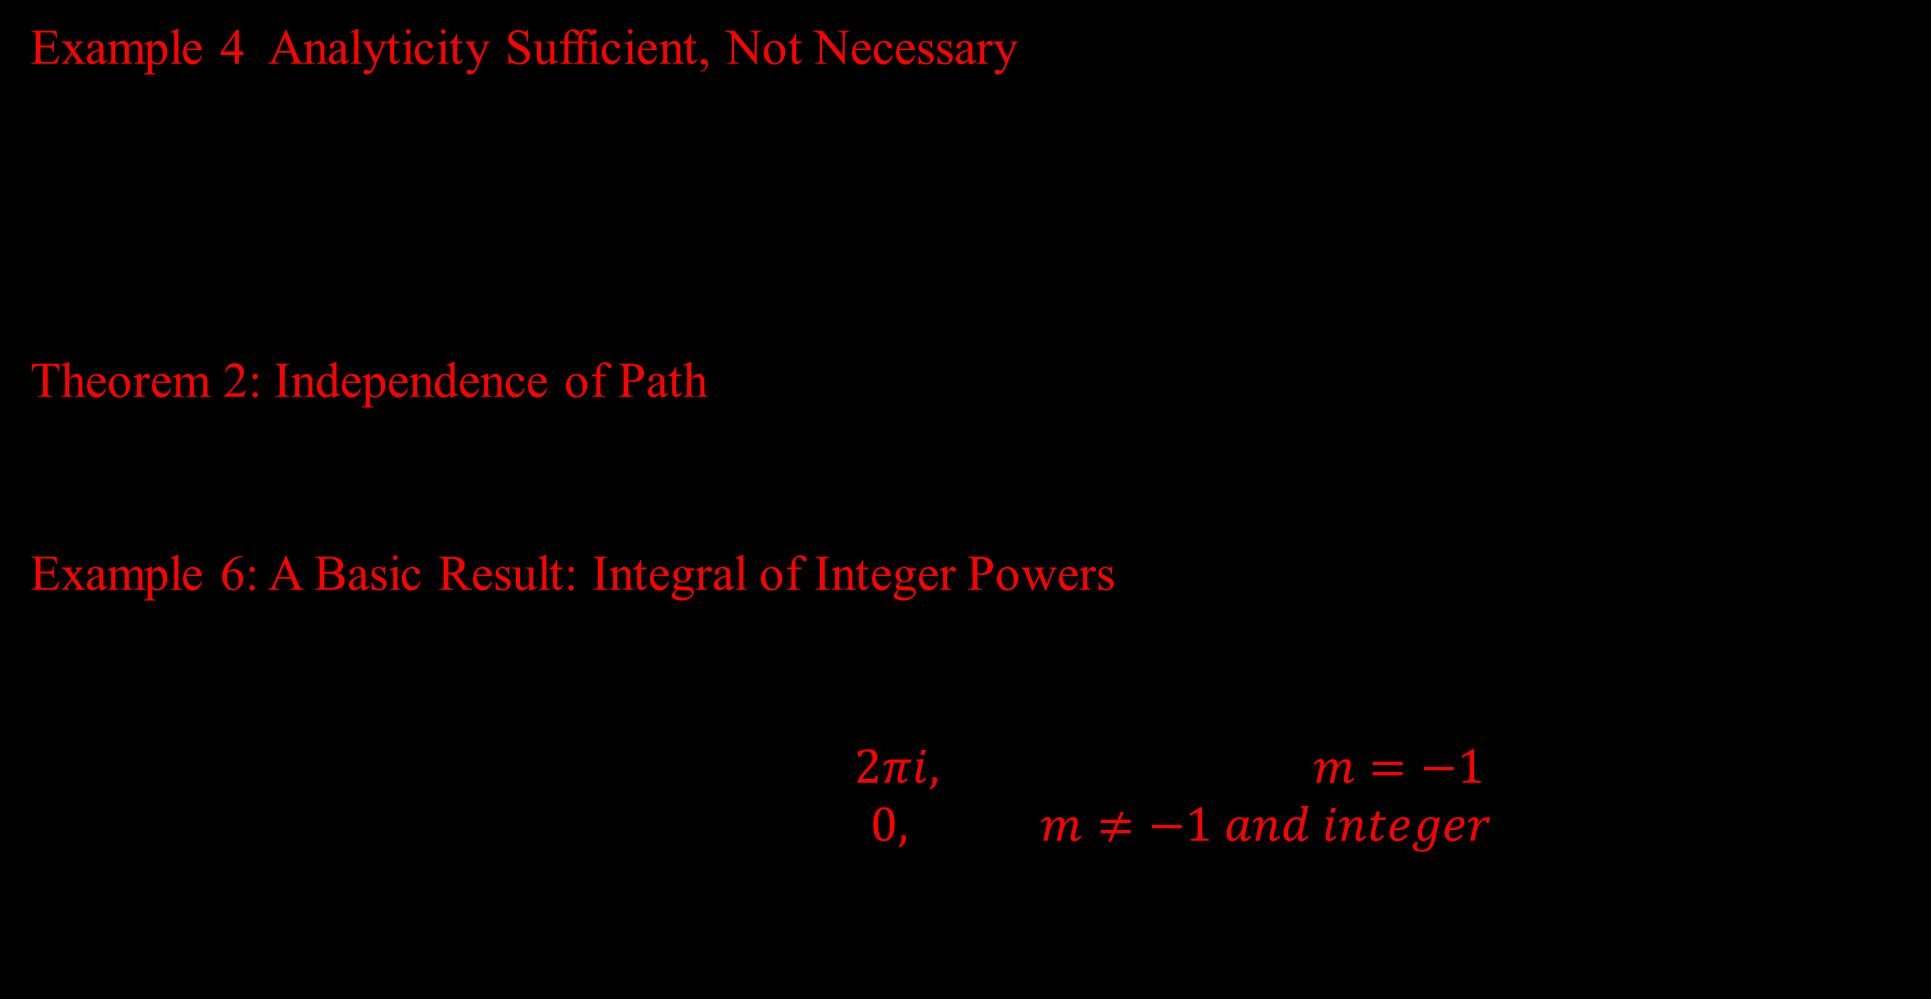 Example 4 Analyticity Sufficient, Not Necessary
Theorem 2: Independence of Path
Example 6: A Basic Result: Integral of Integer Powers
2πi, m = −1
0, m ≠ −1 and integer